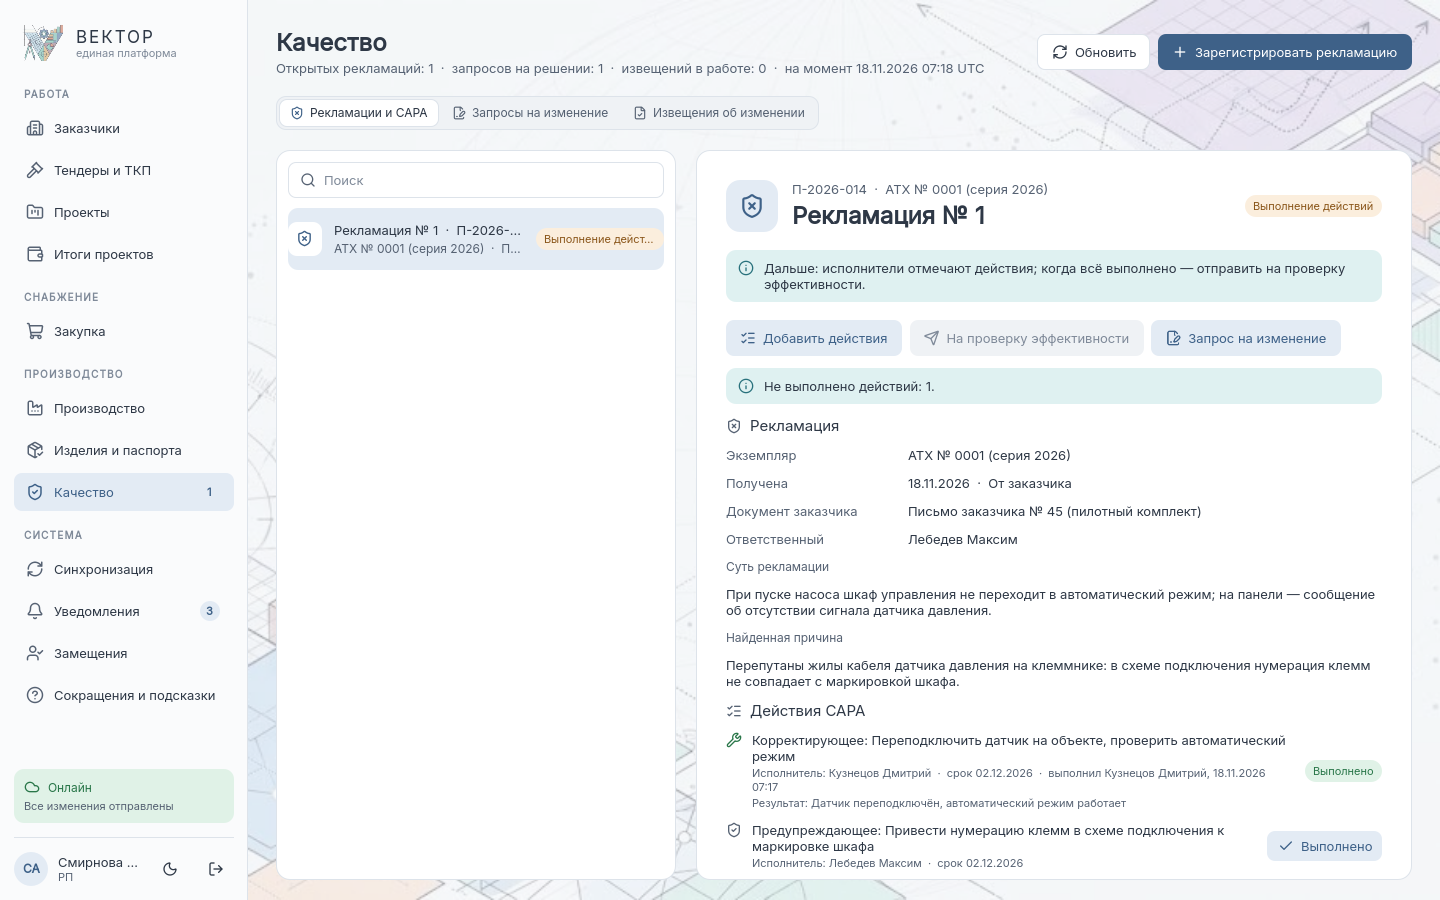 ВЕКТОР
единая платформа
РАБОТА
Заказчики
Тендеры и ТКП
Проекты
Итоги проектов
СНАБЖЕНИЕ
Закупка
ПРОИЗВОДСТВО
Производство
Изделия и паспорта
Качество 1
СИСТЕМА
Синхронизация
Уведомления 3
Замещения
Сокращения и подсказки
Онлайн
Все изменения отправлены
СА
Смирнова ...
РП
Качество
Открытых рекламаций: 1 · запросов на решении: 1 · извещений в работе: 0 · на момент 18.11.2026 07:18 UTC
Обновить
Зарегистрировать рекламацию
Рекламации и CAPA
Запросы на изменение
Извещения об изменении
Поиск
Рекламация № 1 · П-2026-...
АТХ № 0001 (серия 2026) · П...
Выполнение дейст...
П-2026-014 · АТХ № 0001 (серия 2026)
Рекламация № 1
Выполнение действий
Дальше: исполнители отмечают действия; когда всё выполнено — отправить на проверку
эффективности.
Добавить действия
На проверку эффективности
Запрос на изменение
Не выполнено действий: 1.
Рекламация
Экземпляр АТХ № 0001 (серия 2026)
Получена 18.11.2026 · От заказчика
Документ заказчика Письмо заказчика № 45 (пилотный комплект)
Ответственный Лебедев Максим
Суть рекламации
При пуске насоса шкаф управления не переходит в автоматический режим; на панели — сообщение
об отсутствии сигнала датчика давления.
Найденная причина
Перепутаны жилы кабеля датчика давления на клеммнике: в схеме подключения нумерация клемм
не совпадает с маркировкой шкафа.
Действия CAPA
Корректирующее: Переподключить датчик на объекте, проверить автоматический
режим
Исполнитель: Кузнецов Дмитрий · срок 02.12.2026 · выполнил Кузнецов Дмитрий, 18.11.2026
07:17
Результат: Датчик переподключён, автоматический режим работает
Выполнено
Предупреждающее: Привести нумерацию клемм в схеме подключения к
маркировке шкафа
Исполнитель: Лебедев Максим · срок 02.12.2026
Выполнено